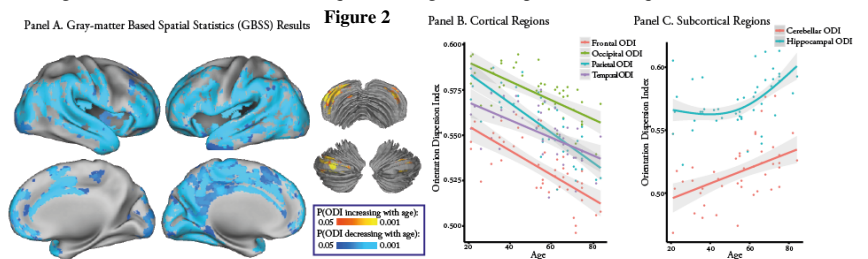 Figure 2
Panel A. Gray-matter Based Spatial Statistics (GBSS) Results
P(ODI increasing with age):
0.05 0.001
P(ODI decreasing with age):
0.05 0.001
Panel B. Cortical Regions
Frontal ODI
Occipital ODI
Parietal ODI
TemporalODI
Orientation Dispersion Index
0.600
0.575
0.550
0.525
0.500
20 40 60 80
Age
Panel C. Subcortical Regions
Cerebellar ODI
Hippocampal ODI
Orientation Dispersion Index
0.60
0.55
0.50
20 40 60 80
Age